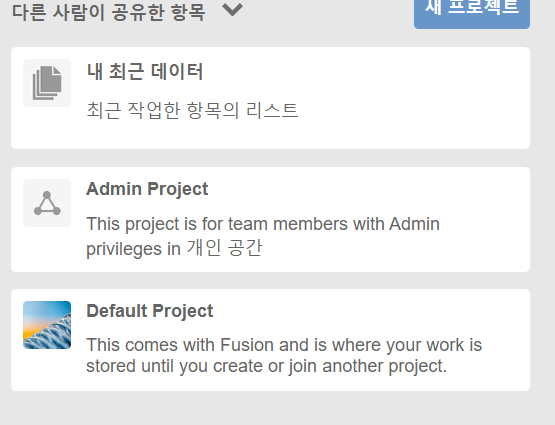 다른 사람이 공유한 항목
새 프로젝트
내 최근 데이터
최근 작업한 항목의 리스트
Admin Project
This project is for team members with Admin
privileges in 개인 공간
Default Project
This comes with Fusion and is where your work is
stored until you create or join another project.